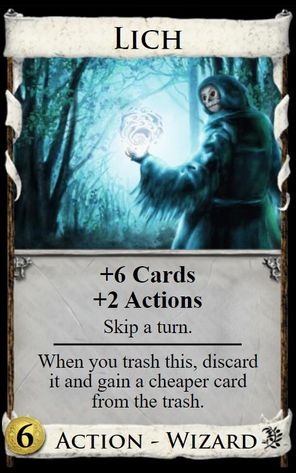 LICH
+6 Cards
+2 Actions
Skip a turn.
When you trash this, discard
it and gain a cheaper card
from the trash.
6 ACTION - WIZARD